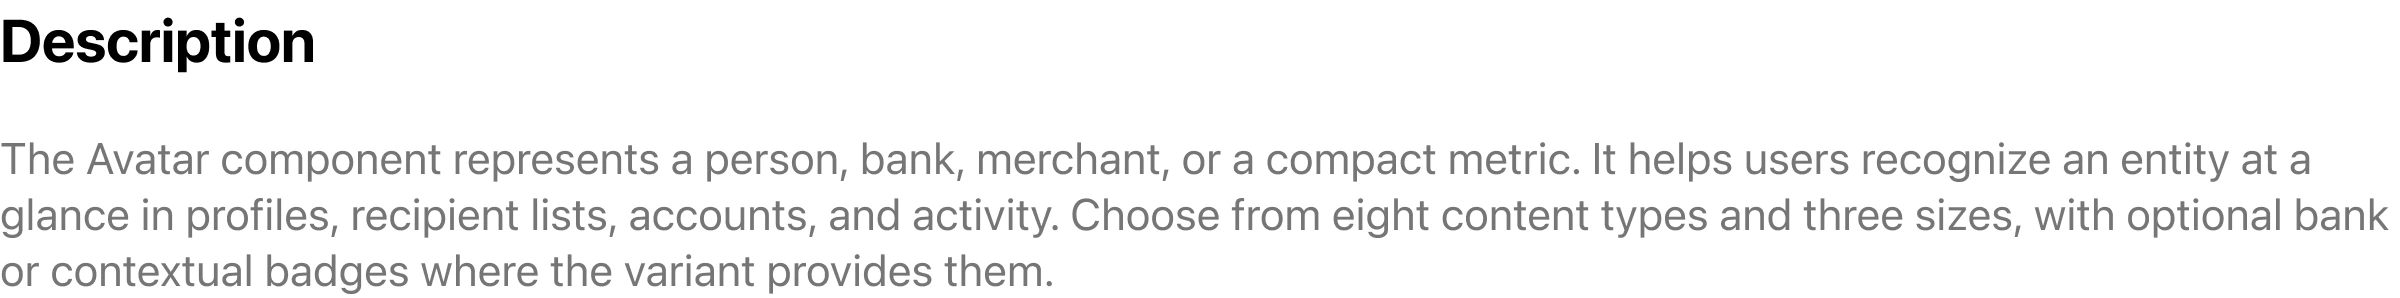 Description
The Avatar component represents a person, bank, merchant, or a compact metric. It helps users recognize an entity at a
glance in profiles, recipient lists, accounts, and activity. Choose from eight content types and three sizes, with optional bank
or contextual badges where the variant provides them.